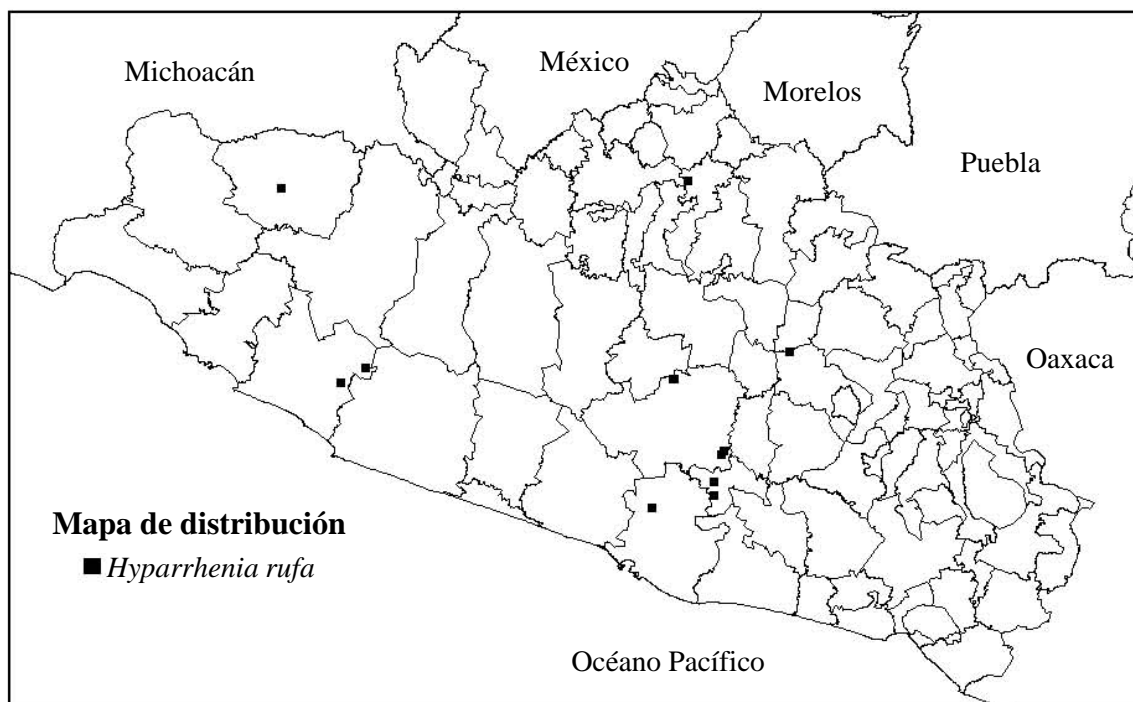 Michoacán
México
Morelos
Puebla
Oaxaca
Mapa de distribución
Hyparrhenia rufa
Océano Pacífico